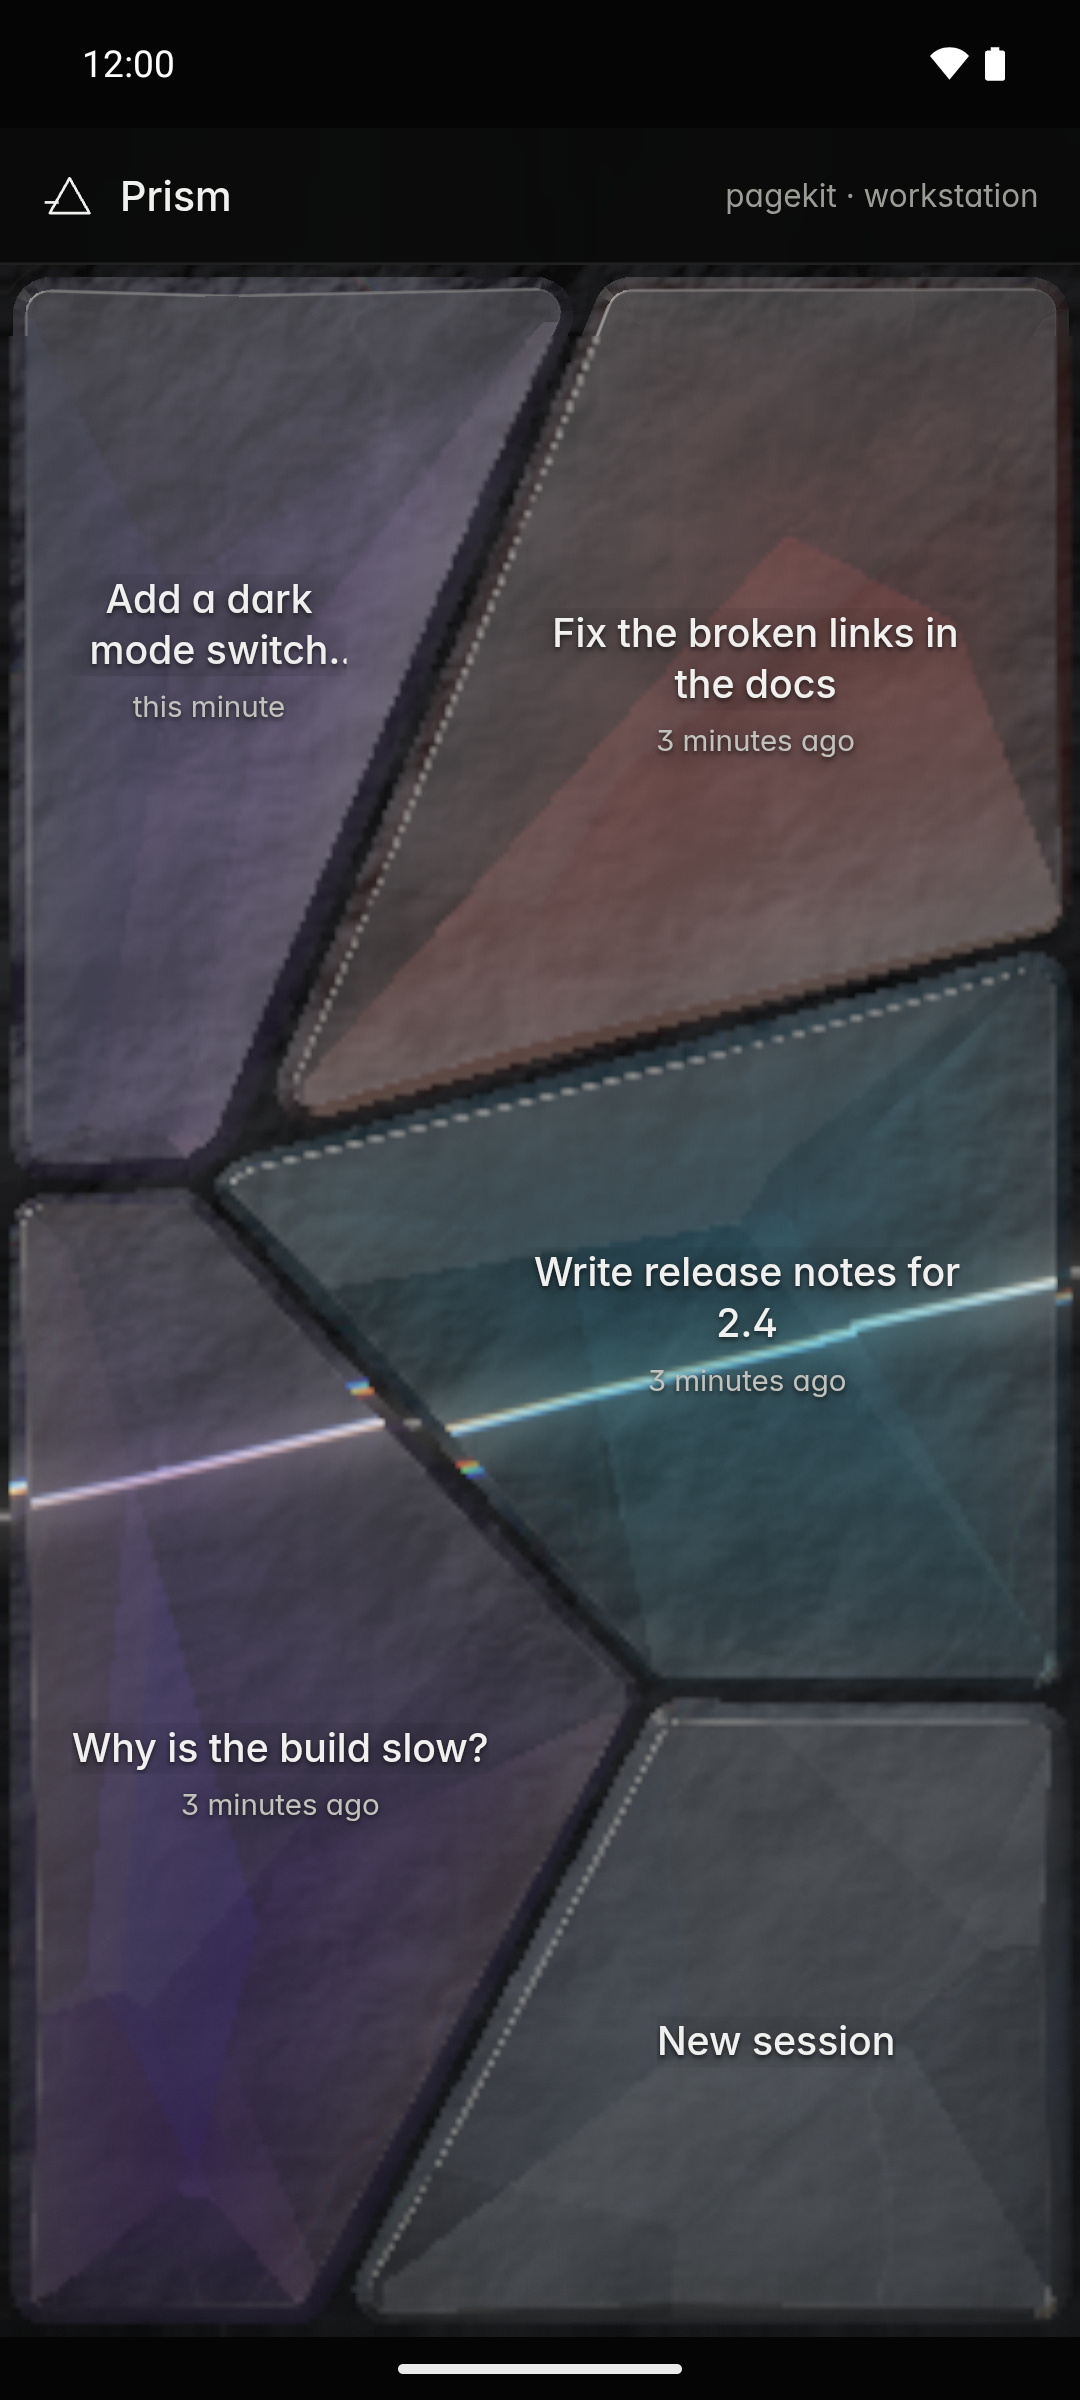 12:00
Prism
pagekit · workstation
Add a dark
mode switch..
this minute
Fix the broken links in
the docs
3 minutes ago
Write release notes for
2.4
3 minutes ago
Why is the build slow?
3 minutes ago
New session